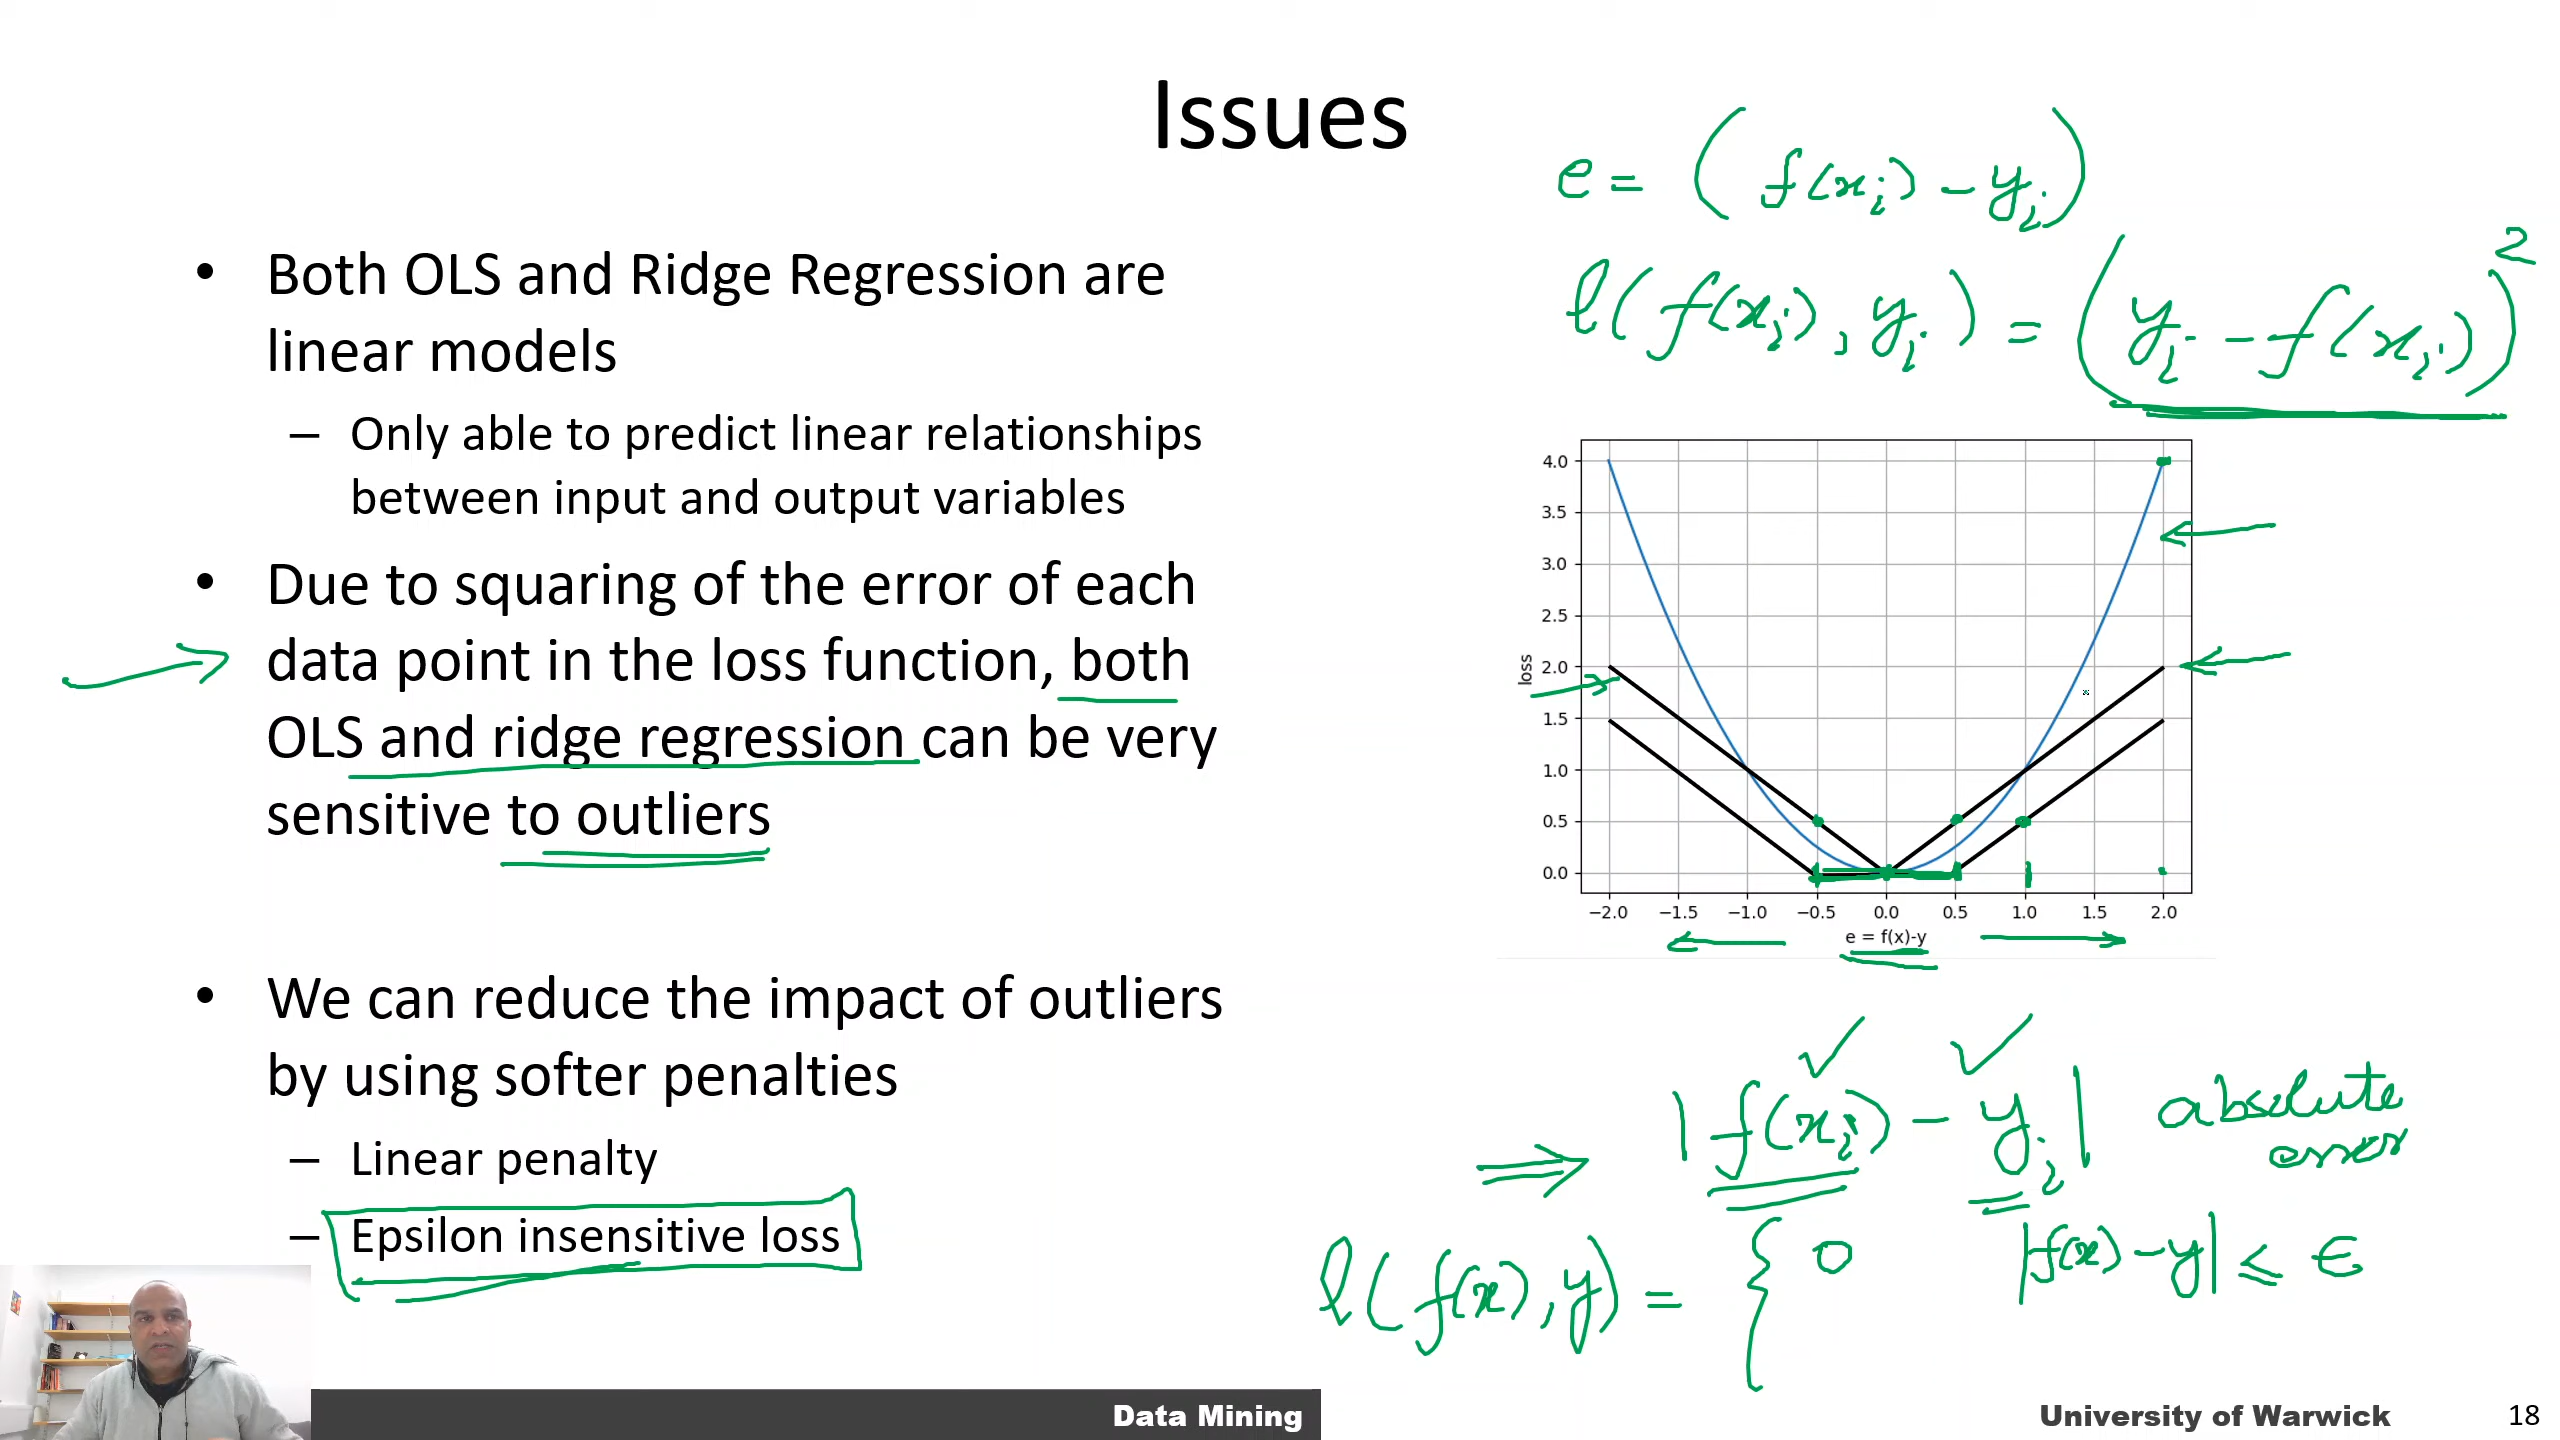 Issues
• Both OLS and Ridge Regression are
linear models
– Only able to predict linear relationships
between input and output variables
• Due to squaring of the error of each
data point in the loss function, both
OLS and ridge regression can be very
sensitive to outliers
• We can reduce the impact of outliers
by using softer penalties
– Linear penalty
– Epsilon insensitive loss
e = (f(xᵢ) - yᵢ)
l(f(xᵢ), yᵢ) = (yᵢ - f(xᵢ))²
4.0
3.5
3.0
2.5
2.0
1.5
1.0
0.5
0.0
loss
−2.0 −1.5 −1.0 −0.5 0.0 0.5 1.0 1.5 2.0
e = f(x)-y
⇒ |f(xᵢ) - yᵢ| absolute
error
l(f(x), y) = { 0 |f(x) - y| ≤ ϵ
Data Mining
University of Warwick 18